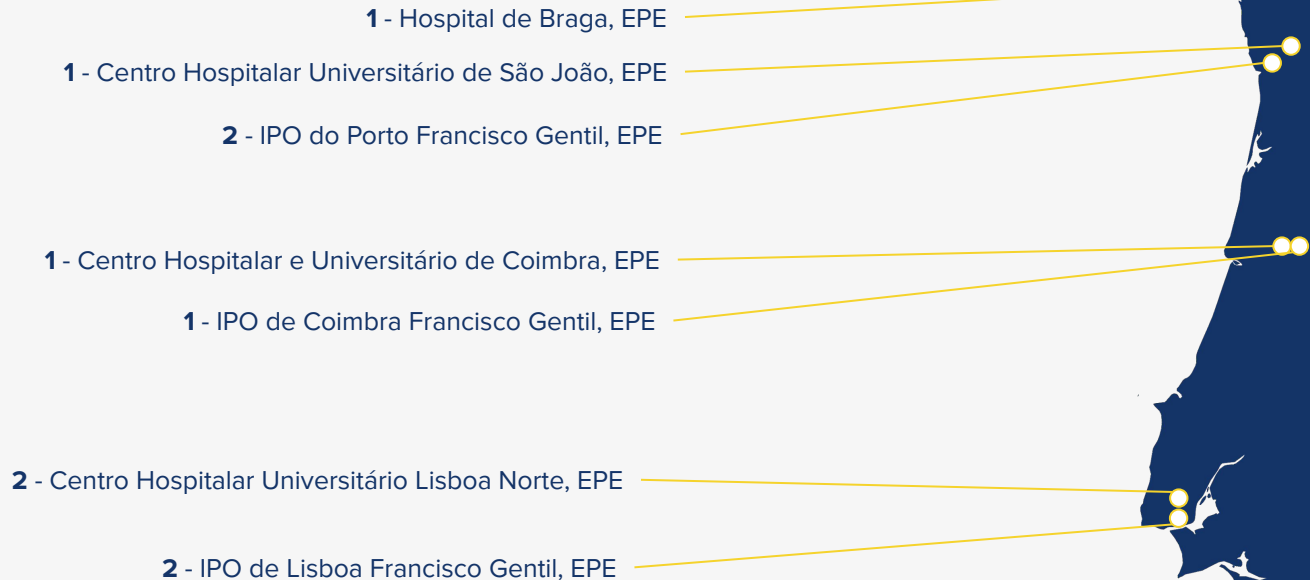 1 - Hospital de Braga, EPE
1 - Centro Hospitalar Universitário de São João, EPE
2 - IPO do Porto Francisco Gentil, EPE
1 - Centro Hospitalar e Universitário de Coimbra, EPE
1 - IPO de Coimbra Francisco Gentil, EPE
2 - Centro Hospitalar Universitário Lisboa Norte, EPE
2 - IPO de Lisboa Francisco Gentil, EPE